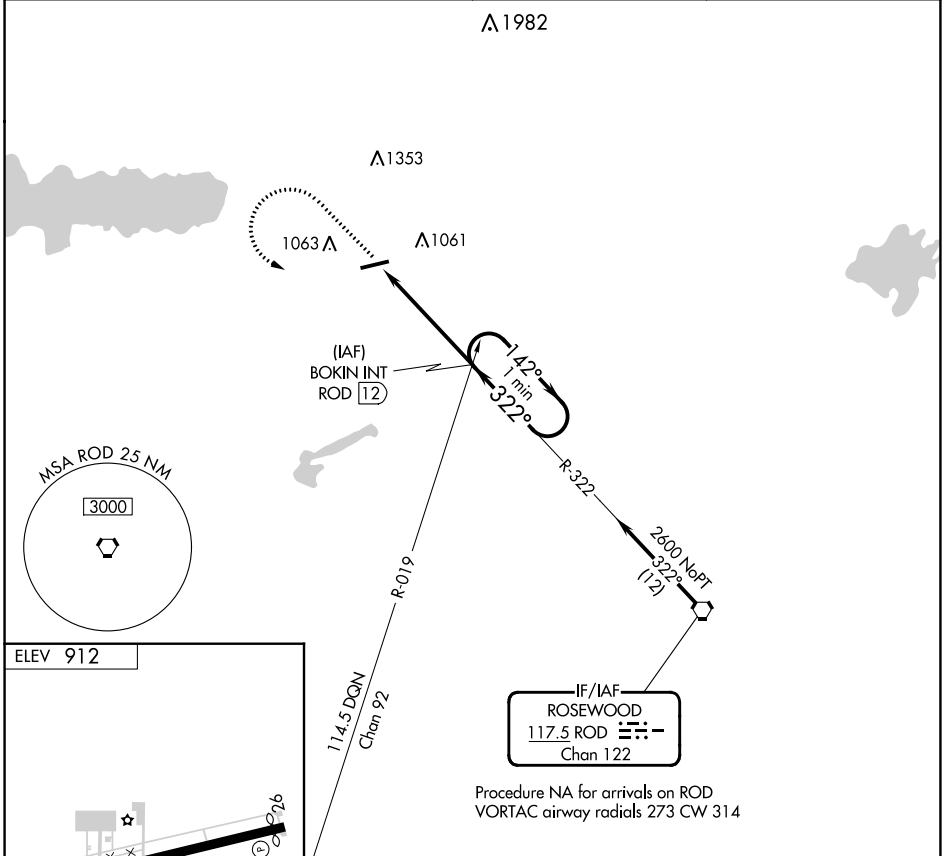 1982
1353
1063
1061
(IAF)
BOKIN INT
ROD 12
142°
1 min
322°
MSA ROD 25 NM
3000
R-322
2600 NoPT
322°
(12)
R-019
ELEV 912
114.5 DQN
Chan 92
IF/IAF
ROSEWOOD
117.5 ROD
Chan 122
Procedure NA for arrivals on ROD
VORTAC airway radials 273 CW 314
26
P